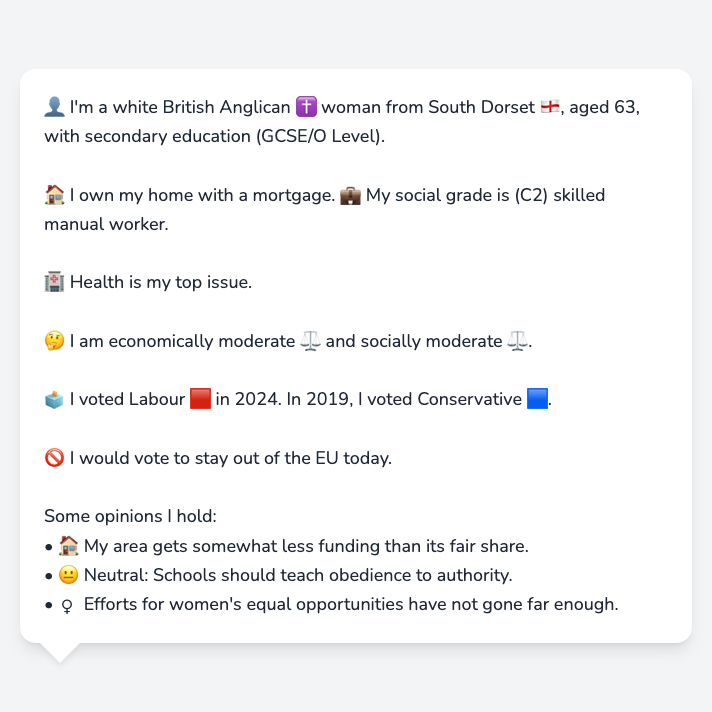 👤 I'm a white British Anglican ✝️ woman from South Dorset 🏴󠁧󠁢󠁥󠁮󠁧󠁿, aged 63,
with secondary education (GCSE/O Level).
🏠 I own my home with a mortgage. 💼 My social grade is (C2) skilled
manual worker.
🏥 Health is my top issue.
🤔 I am economically moderate ⚖️ and socially moderate ⚖️.
🗳️ I voted Labour 🟥 in 2024. In 2019, I voted Conservative 🟦.
🚫 I would vote to stay out of the EU today.
Some opinions I hold:
• 🏠 My area gets somewhat less funding than its fair share.
• 😐 Neutral: Schools should teach obedience to authority.
• ♀ Efforts for women's equal opportunities have not gone far enough.